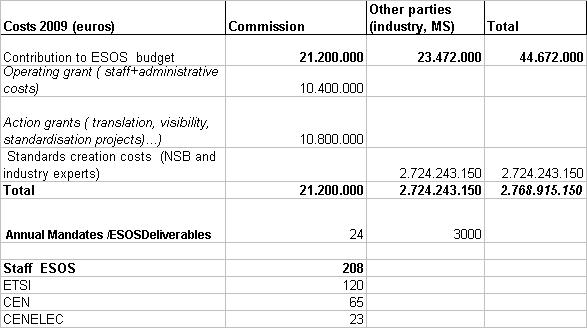 Costs 2009 (euros) Commission Other parties (industry, MS) Total
Contribution to ESOS budget 21.200.000 23.472.000 44.672.000
Operating grant ( staff+administrative
costs) 10.400.000
Action grants ( translation, visibility,
standardisation projects)…) 10.800.000
Standards creation costs (NSB and
industry experts) 2.724.243.150 2.724.243.150
Total 21.200.000 2.724.243.150 2.768.915.150
Annual Mandates /ESOSDeliverables 24 3000
Staff ESOS 208
ETSI 120
CEN 65
CENELEC 23